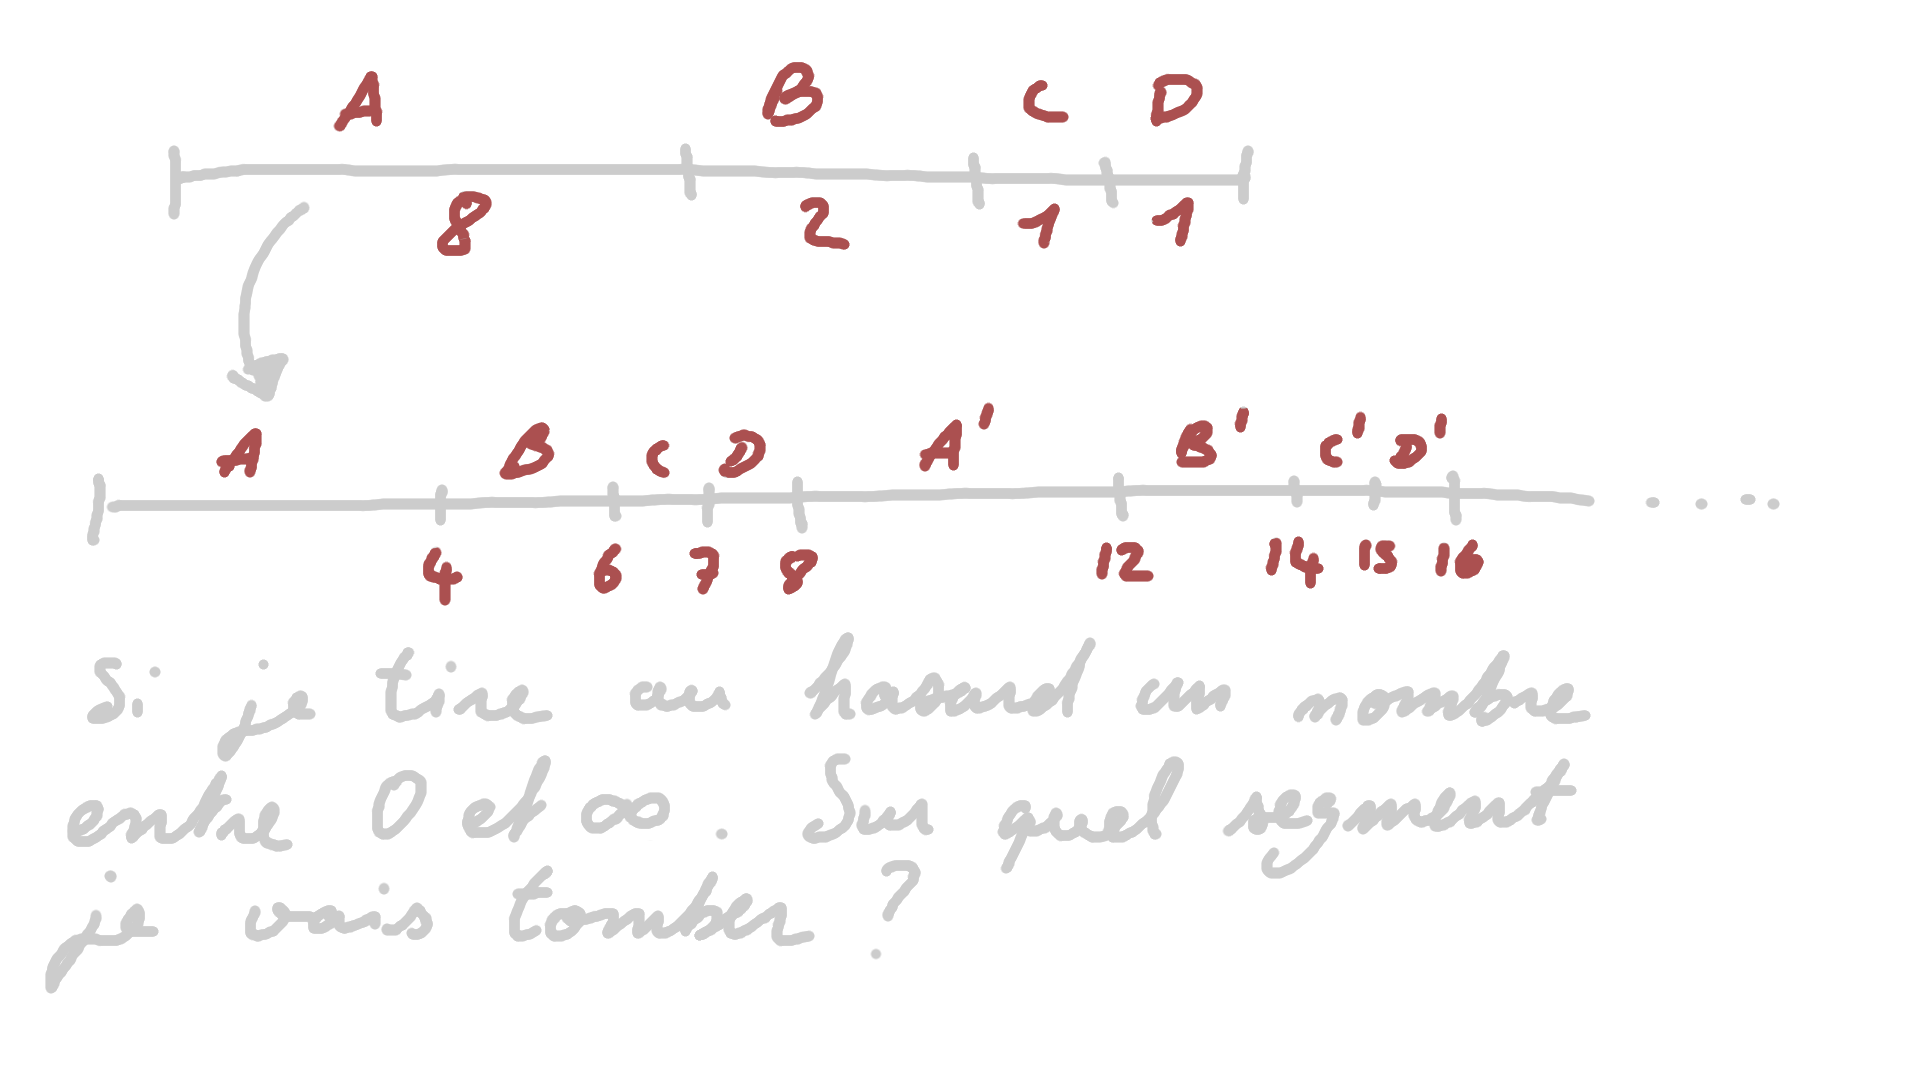 A B C D
8 2 1 1
A B C D A' B' C' D'
4 6 7 8 12 14 15 16
Si je tire au hasard un nombre
entre 0 et ∞. Sur quel segment
je vais tomber ?